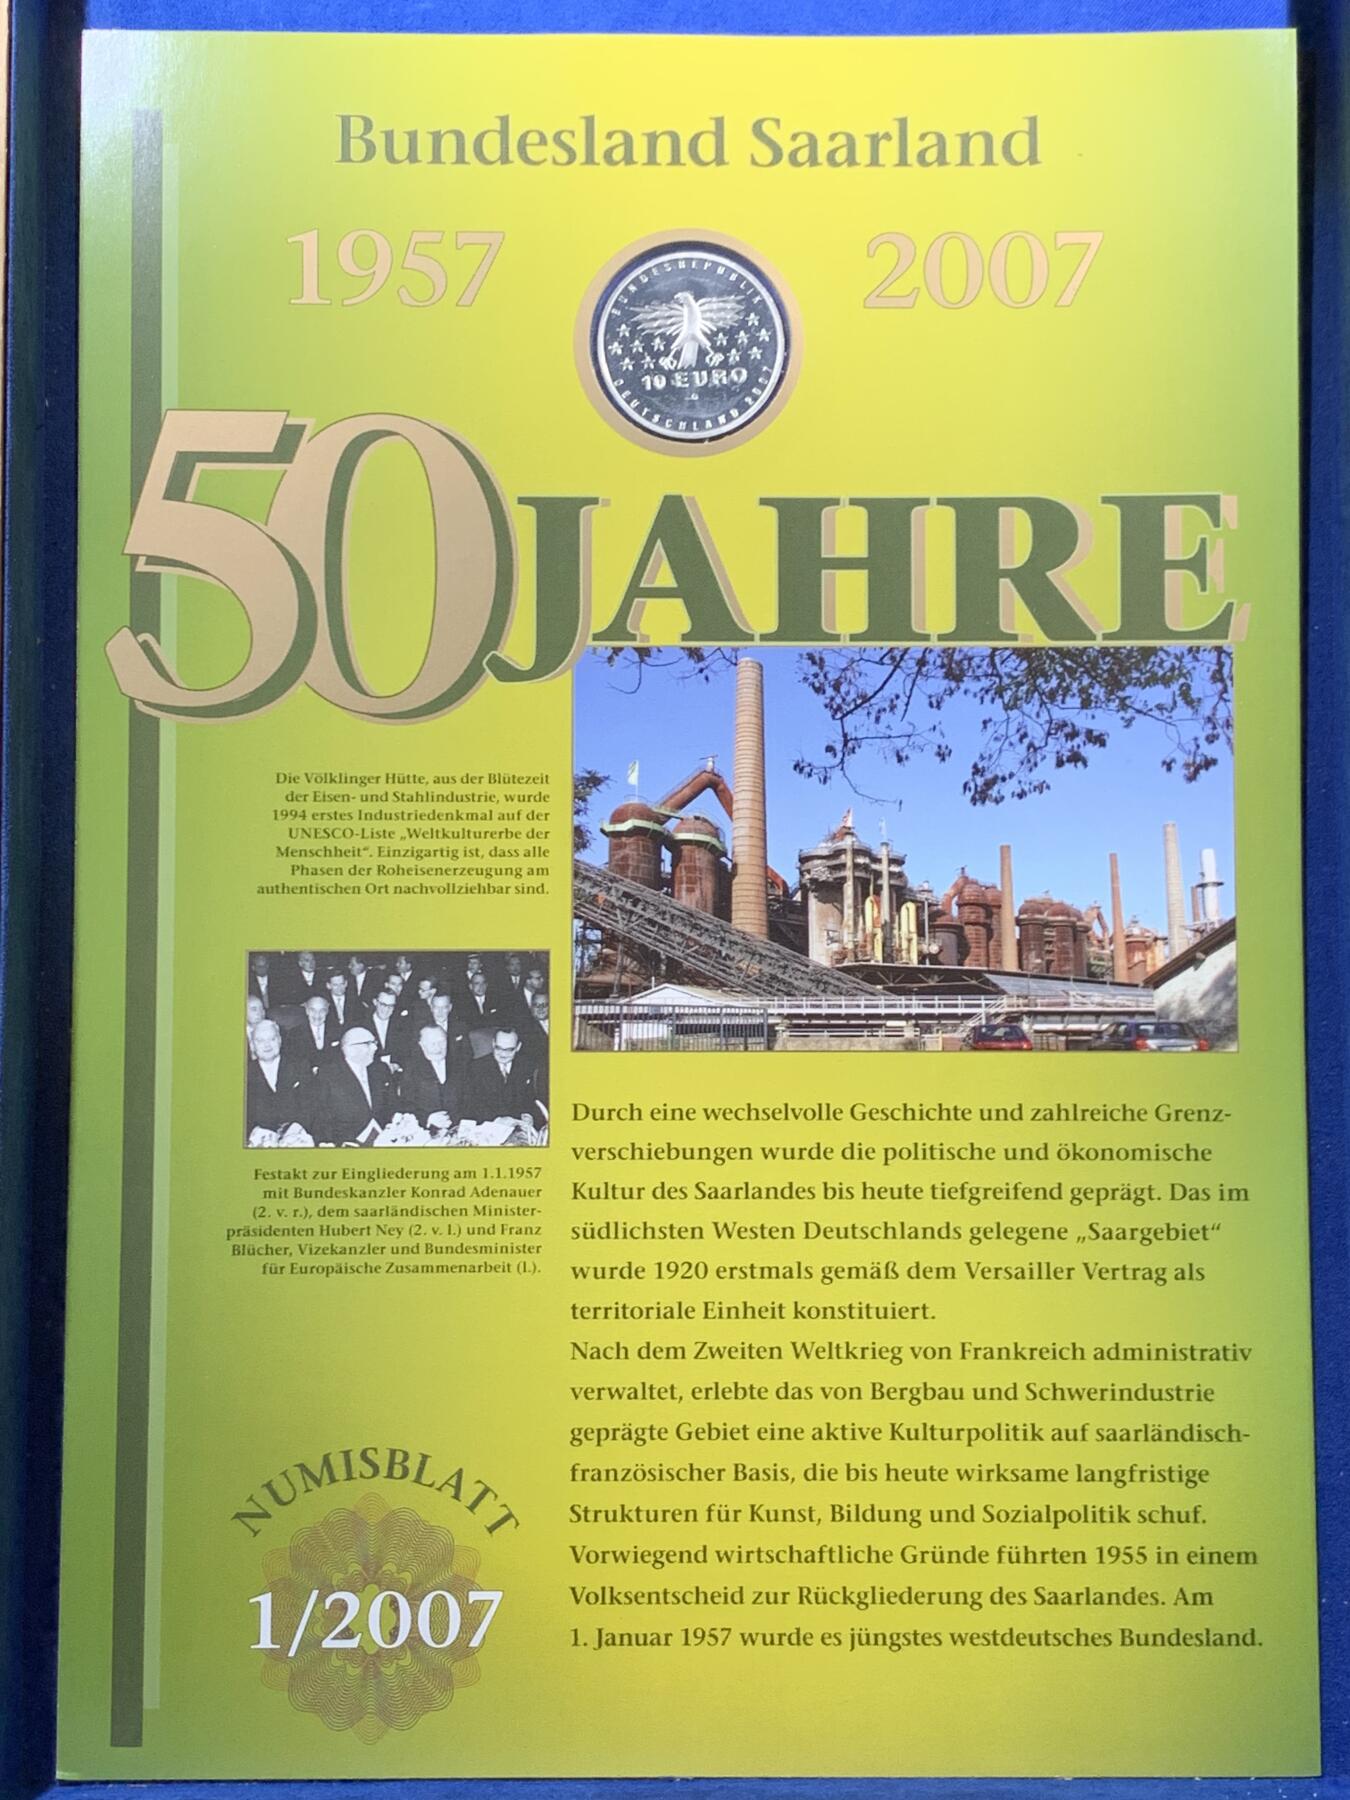 Bundesland Saarland
1957
2007
BUNDESREPUBLIK
10 EURO
G
DEUTSCHLAND 2007
50 JAHRE
Die Völklinger Hütte, aus der Blütezeit
der Eisen- und Stahlindustrie, wurde
1994 erstes Industriedenkmal auf der
UNESCO-Liste „Weltkulturerbe der
Menschheit“. Einzigartig ist, dass alle
Phasen der Roheisenerzeugung am
authentischen Ort nachvollziehbar sind.
Festakt zur Eingliederung am 1.1.1957
mit Bundeskanzler Konrad Adenauer
(2. v. r.), dem saarländischen Minister-
präsidenten Hubert Ney (2. v. l.) und Franz
Blücher, Vizekanzler und Bundesminister
für Europäische Zusammenarbeit (l.).
Durch eine wechselvolle Geschichte und zahlreiche Grenz-
verschiebungen wurde die politische und ökonomische
Kultur des Saarlandes bis heute tiefgreifend geprägt. Das im
südlichsten Westen Deutschlands gelegene „Saargebiet“
wurde 1920 erstmals gemäß dem Versailler Vertrag als
territoriale Einheit konstituiert.
Nach dem Zweiten Weltkrieg von Frankreich administrativ
verwaltet, erlebte das von Bergbau und Schwerindustrie
geprägte Gebiet eine aktive Kulturpolitik auf saarländisch-
französischer Basis, die bis heute wirksame langfristige
Strukturen für Kunst, Bildung und Sozialpolitik schuf.
Vorwiegend wirtschaftliche Gründe führten 1955 in einem
Volksentscheid zur Rückgliederung des Saarlandes. Am
1. Januar 1957 wurde es jüngstes westdeutsches Bundesland.
NUMISBLATT
1/2007